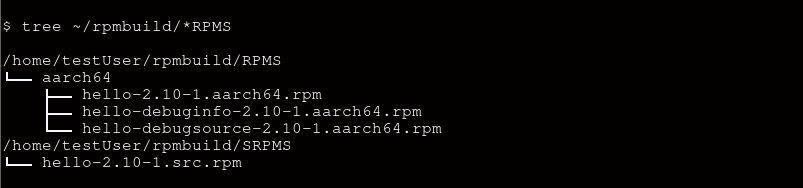 $ tree ~/rpmbuild/*RPMS
/home/testUser/rpmbuild/RPMS
└── aarch64
    ├── hello-2.10-1.aarch64.rpm
    ├── hello-debuginfo-2.10-1.aarch64.rpm
    └── hello-debugsource-2.10-1.aarch64.rpm
/home/testUser/rpmbuild/SRPMS
└── hello-2.10-1.src.rpm